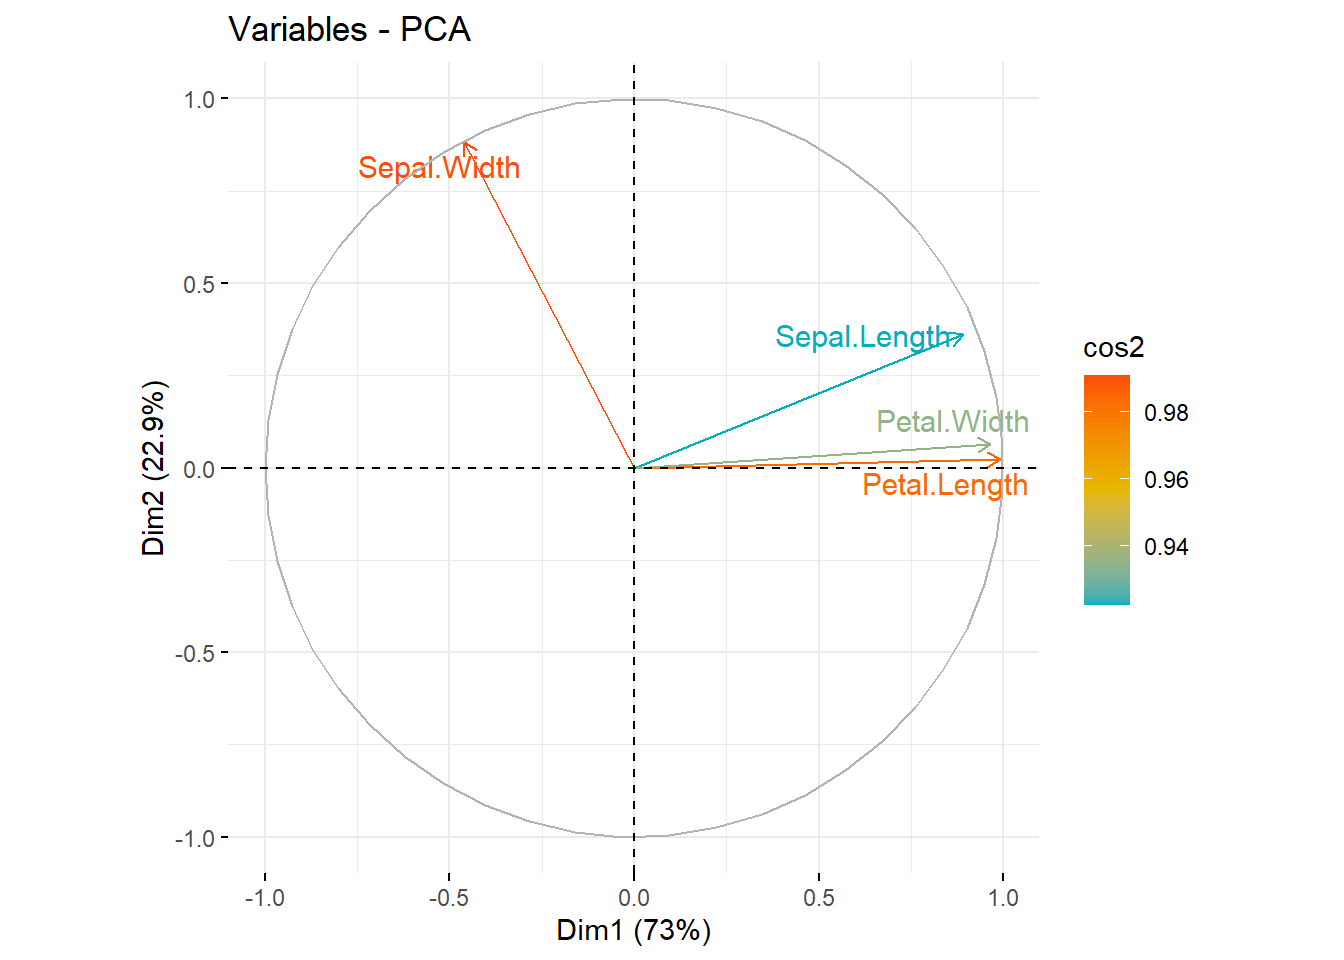 Variables - PCA
1.0
Sepal.Width
0.5
Sepal.Length
cos2
0.98
Petal.Width
0.0
Petal.Length
0.96
0.94
Dim2 (22.9%)
-0.5
-1.0
-1.0
-0.5
0.0
0.5
1.0
Dim1 (73%)